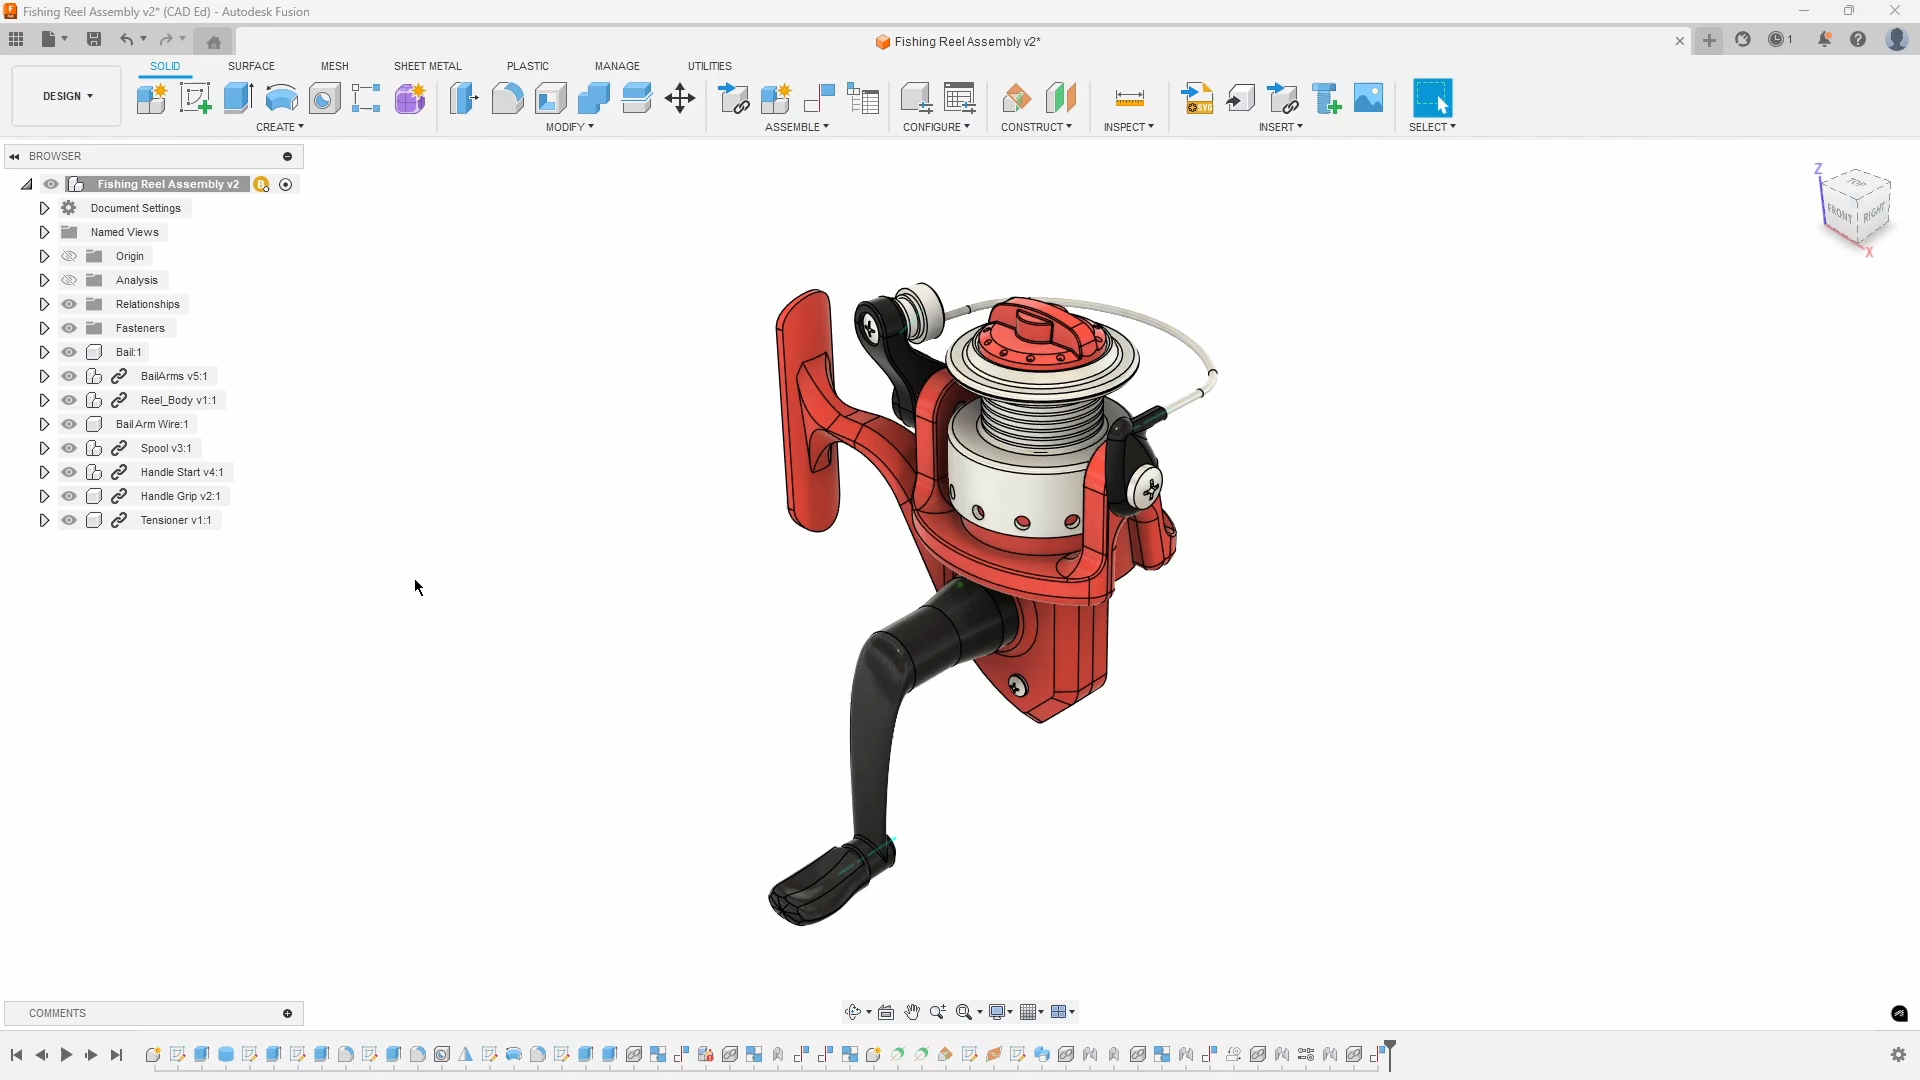 Fishing Reel Assembly v2* (CAD Ed) - Autodesk Fusion
Fishing Reel Assembly v2*
1
DESIGN
SOLID
SURFACE
MESH
SHEET METAL
PLASTIC
MANAGE
UTILITIES
SVG
CREATE
MODIFY
ASSEMBLE
CONFIGURE
CONSTRUCT
INSPECT
INSERT
SELECT
BROWSER
Fishing Reel Assembly v2
B
Document Settings
Named Views
Origin
Analysis
Relationships
Fasteners
Bail:1
BailArms v5:1
Reel_Body v1:1
Bail Arm Wire:1
Spool v3:1
Handle Start v4:1
Handle Grip v2:1
Tensioner v1:1
Z
TOP
FRONT
RIGHT
X
COMMENTS